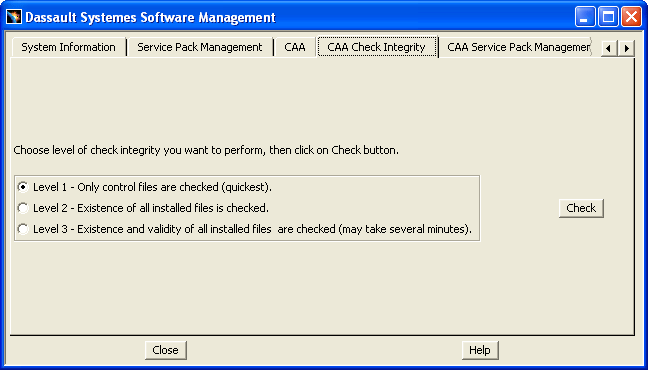 Dassault Systemes Software Management
System Information Service Pack Management CAA CAA Check Integrity CAA Service Pack Managemen
Choose level of check integrity you want to perform, then click on Check button.
Level 1 - Only control files are checked (quickest).
Level 2 - Existence of all installed files is checked.
Check
Level 3 - Existence and validity of all installed files are checked (may take several minutes).
Close Help